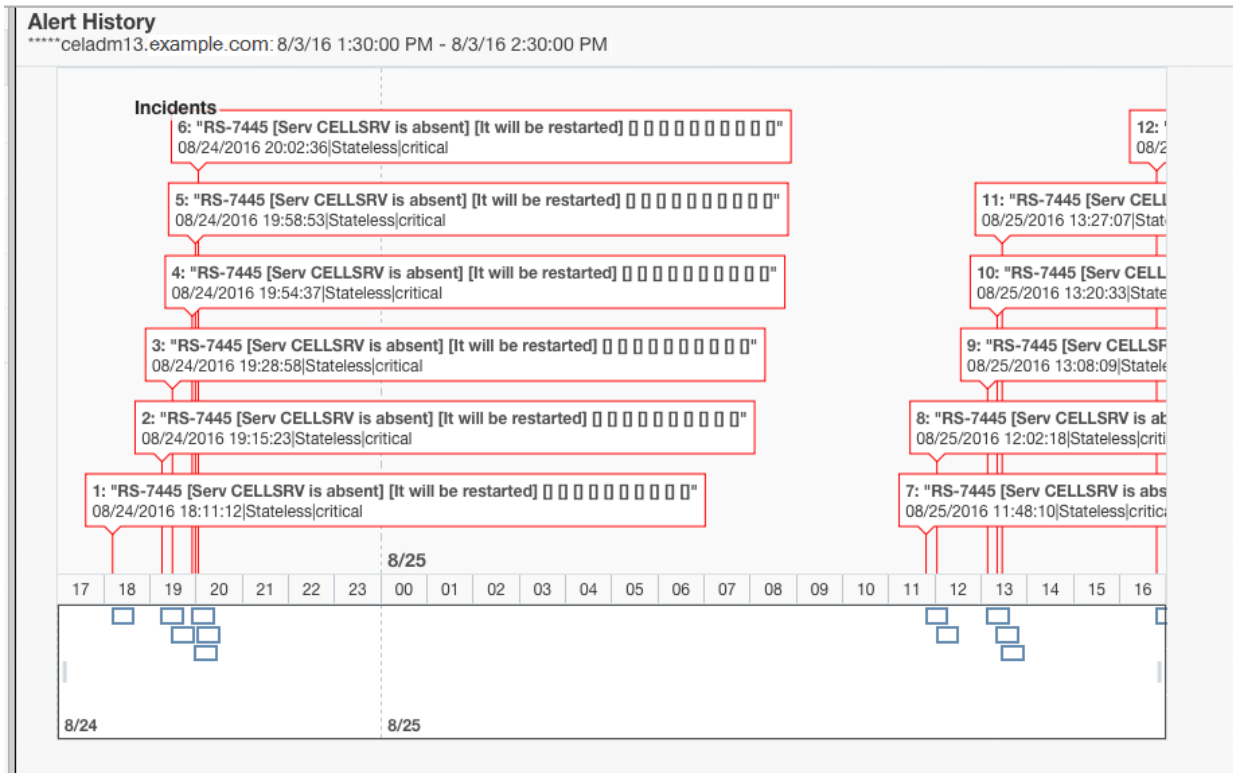 Alert History
*****celadm13.example.com: 8/3/16 1:30:00 PM - 8/3/16 2:30:00 PM
Incidents
6: "RS-7445 [Serv CELLSRV is absent] [It will be restarted] [] [] [] [] [] [] [] [] [] []"
08/24/2016 20:02:36|Stateless|critical
12: "
08/2
5: "RS-7445 [Serv CELLSRV is absent] [It will be restarted] [] [] [] [] [] [] [] [] [] []"
08/24/2016 19:58:53|Stateless|critical
11: "RS-7445 [Serv CELL
08/25/2016 13:27:07|Stat
4: "RS-7445 [Serv CELLSRV is absent] [It will be restarted] [] [] [] [] [] [] [] [] [] []"
08/24/2016 19:54:37|Stateless|critical
10: "RS-7445 [Serv CELL
08/25/2016 13:20:33|State
3: "RS-7445 [Serv CELLSRV is absent] [It will be restarted] [] [] [] [] [] [] [] [] [] []"
08/24/2016 19:28:58|Stateless|critical
9: "RS-7445 [Serv CELLSR
08/25/2016 13:08:09|Statele
2: "RS-7445 [Serv CELLSRV is absent] [It will be restarted] [] [] [] [] [] [] [] [] [] []"
08/24/2016 19:15:23|Stateless|critical
8: "RS-7445 [Serv CELLSRV is ab
08/25/2016 12:02:18|Stateless|criti
1: "RS-7445 [Serv CELLSRV is absent] [It will be restarted] [] [] [] [] [] [] [] [] [] []"
08/24/2016 18:11:12|Stateless|critical
7: "RS-7445 [Serv CELLSRV is abs
08/25/2016 11:48:10|Stateless|critica
8/25
17 18 19 20 21 22 23 00 01 02 03 04 05 06 07 08 09 10 11 12 13 14 15 16
8/24 8/25